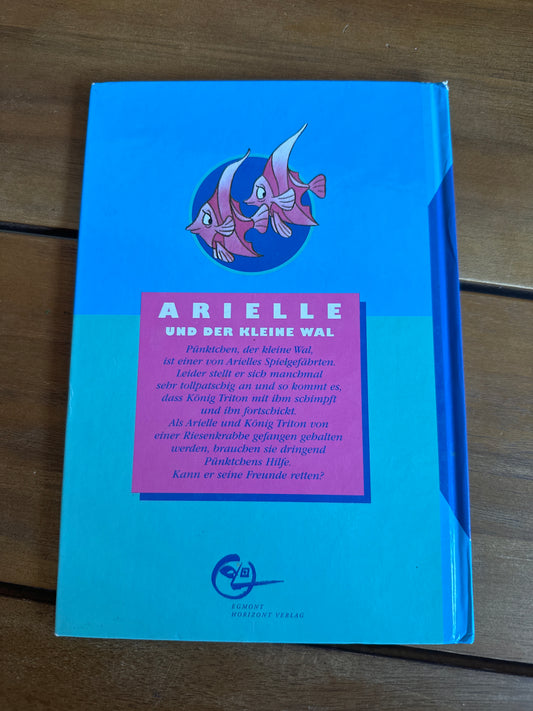 ARIELLE
UND DER KLEINE WAL
Pünktchen, der kleine Wal,
ist einer von Arielles Spielgefährten.
Leider stellt er sich manchmal
sehr tollpatschig an und so kommt es,
dass König Triton mit ihm schimpft
und ihn fortschickt.
Als Arielle und König Triton von
einer Riesenkrabbe gefangen gehalten
werden, brauchen sie dringend
Pünktchens Hilfe.
Kann er seine Freunde retten?
EGMONT
HORIZONT VERLAG